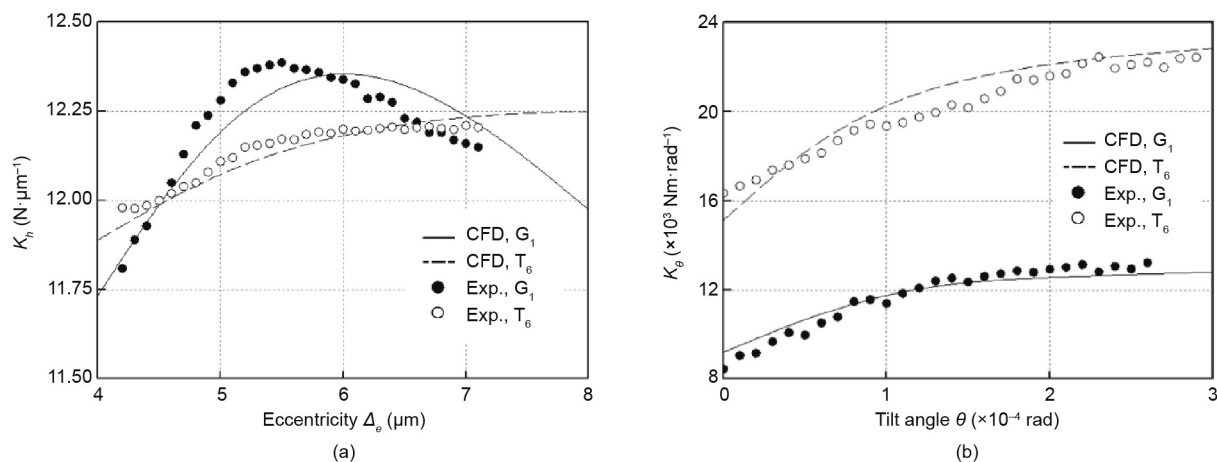 12.50
12.25
12.00
11.75
11.50
K_h (N·μm⁻¹)
CFD, G₁
CFD, T₆
Exp., G₁
Exp., T₆
4 5 6 7 8
Eccentricity Δ_e (μm)
(a)
24
20
16
12
8
K_θ (×10³ Nm·rad⁻¹)
CFD, G₁
CFD, T₆
Exp., G₁
Exp., T₆
0 1 2 3
Tilt angle θ (×10⁻⁴ rad)
(b)